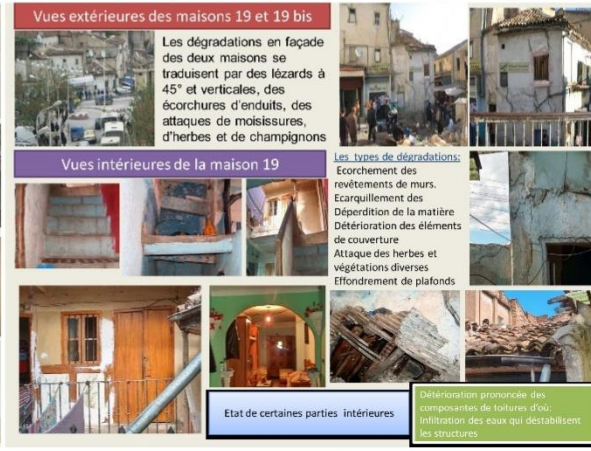 Vues extérieures des maisons 19 et 19 bis
Les dégradations en façade
des deux maisons se
traduisent par des lézards à
45° et verticales, des
écorchures d'enduits, des
attaques de moisissures,
d'herbes et de champignons
Vues intérieures de la maison 19
Les types de dégradations:
Ecorchement des
revêtements de murs.
Ecarquillement des
Déperdition de la matière
Détérioration des éléments
de couverture
Attaque des herbes et
végétations diverses
Effondrement de plafonds
Etat de certaines parties intérieures
Détérioration prononcée des
composantes de toitures d'où:
Infiltration des eaux qui déstabilisent
les structures